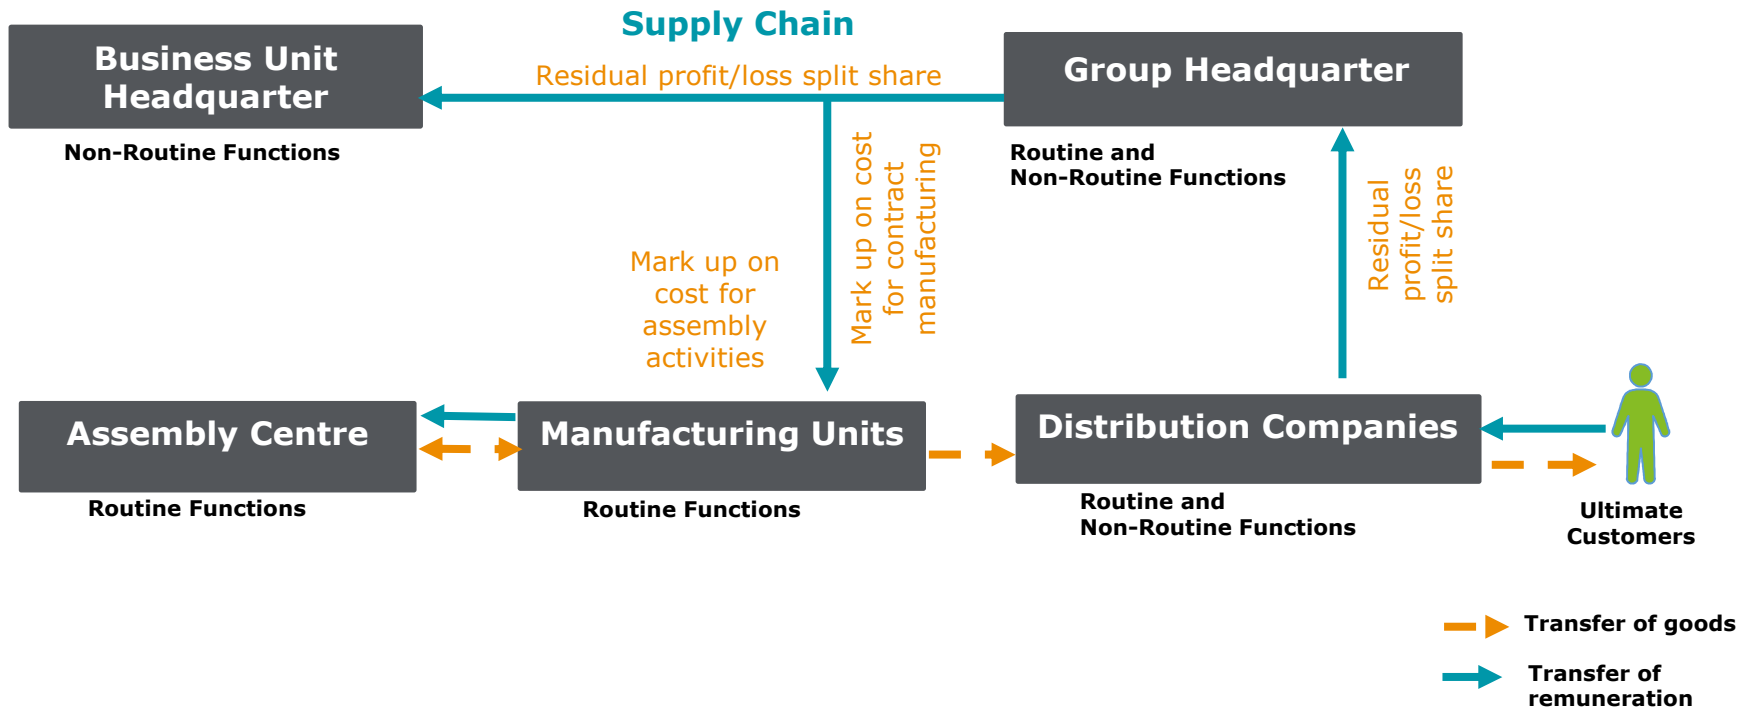 Supply Chain
Business Unit
Headquarter
Non-Routine Functions
Residual profit/loss split share
Group Headquarter
Routine and
Non-Routine Functions
Mark up on cost
for contract
manufacturing
Residual
profit/loss
split share
Mark up on
cost for
assembly
activities
Assembly Centre
Routine Functions
Manufacturing Units
Routine Functions
Distribution Companies
Routine and
Non-Routine Functions
Ultimate
Customers
Transfer of goods
Transfer of
remuneration